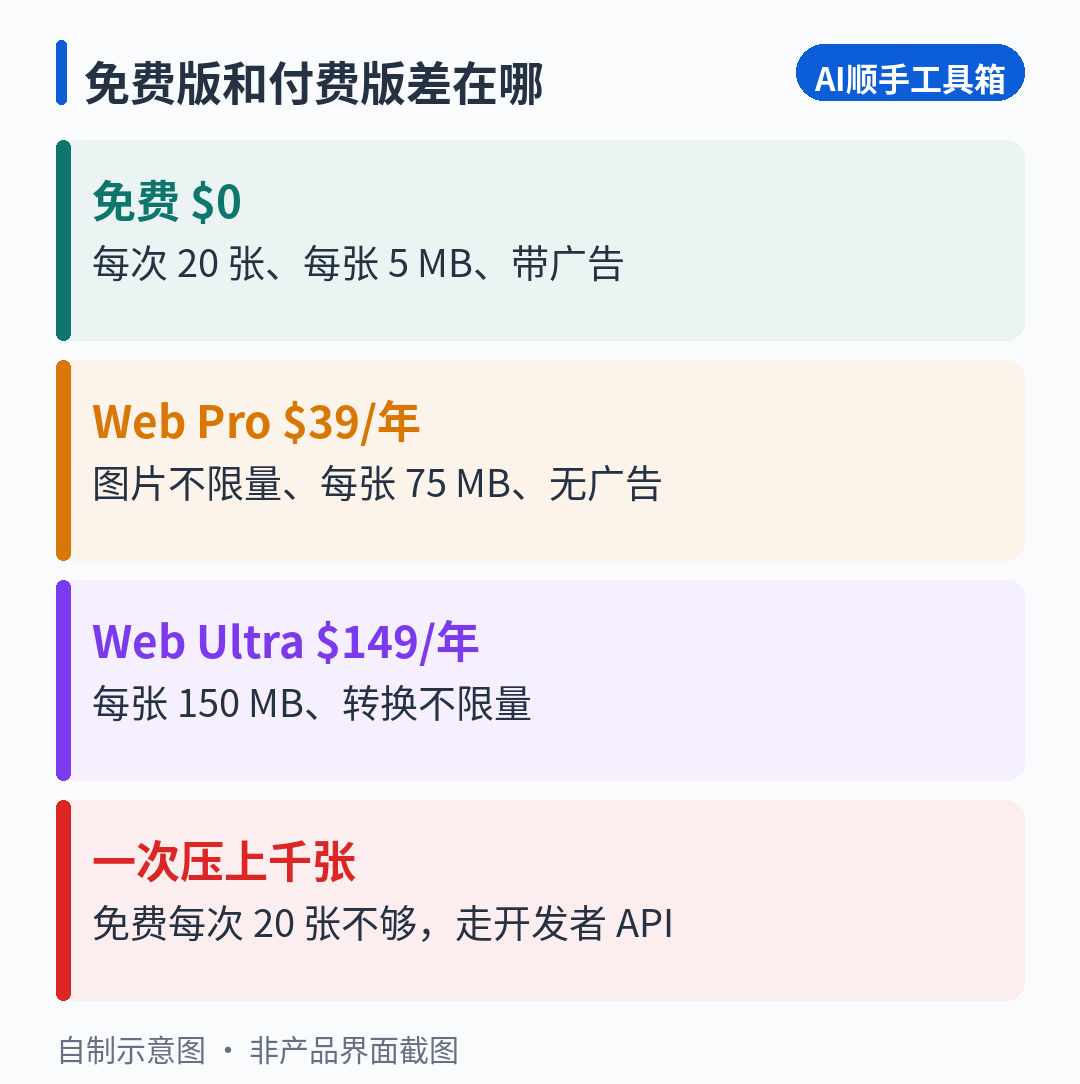 免费版和付费版差在哪
AI顺手工具箱
免费 $0
每次 20 张、每张 5 MB、带广告
Web Pro $39/年
图片不限量、每张 75 MB、无广告
Web Ultra $149/年
每张 150 MB、转换不限量
一次压上千张
免费每次 20 张不够，走开发者 API
自制示意图 · 非产品界面截图